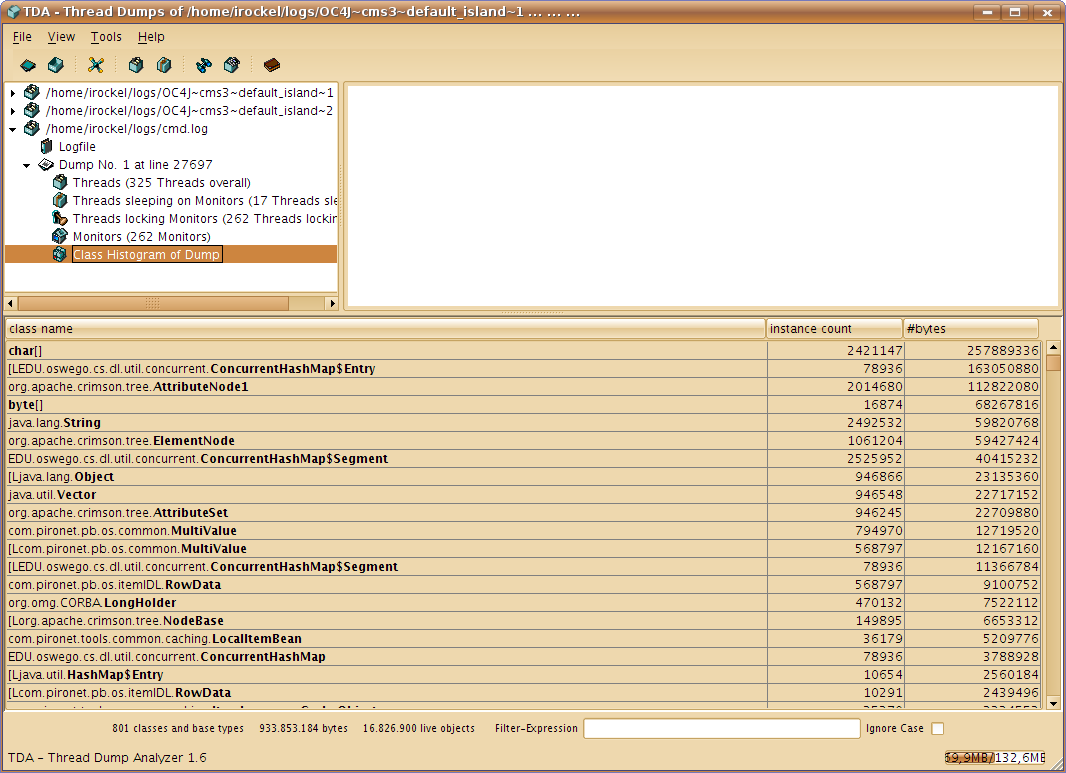 TDA - Thread Dumps of /home/irockel/logs/OC4J~cms3~default_island~1 ... ... ...
File View Tools Help
/home/irockel/logs/OC4J~cms3~default_island~1
/home/irockel/logs/OC4J~cms3~default_island~2
/home/irockel/logs/cmd.log
Logfile
Dump No. 1 at line 27697
Threads (325 Threads overall)
Threads sleeping on Monitors (17 Threads sle
Threads locking Monitors (262 Threads lockin
Monitors (262 Monitors)
Class Histogram of Dump
class name instance count #bytes
char[] 2421147 257889336
[LEDU.oswego.cs.dl.util.concurrent.ConcurrentHashMap$Entry 78936 163050880
org.apache.crimson.tree.AttributeNode1 2014680 112822080
byte[] 16874 68267816
java.lang.String 2492532 59820768
org.apache.crimson.tree.ElementNode 1061204 59427424
EDU.oswego.cs.dl.util.concurrent.ConcurrentHashMap$Segment 2525952 40415232
[Ljava.lang.Object 946866 23135360
java.util.Vector 946548 22717152
org.apache.crimson.tree.AttributeSet 946245 22709880
com.pironet.pb.os.common.MultiValue 794970 12719520
[Lcom.pironet.pb.os.common.MultiValue 568797 12167160
[LEDU.oswego.cs.dl.util.concurrent.ConcurrentHashMap$Segment 78936 11366784
com.pironet.pb.os.itemIDL.RowData 568797 9100752
org.omg.CORBA.LongHolder 470132 7522112
[Lorg.apache.crimson.tree.NodeBase 149895 6653312
com.pironet.tools.common.caching.LocalItemBean 36179 5209776
EDU.oswego.cs.dl.util.concurrent.ConcurrentHashMap 78936 3788928
[Ljava.util.HashMap$Entry 10654 2560184
[Lcom.pironet.pb.os.itemIDL.RowData 10291 2439496
801 classes and base types 933.853.184 bytes 16.826.900 live objects Filter-Expression Ignore Case
TDA - Thread Dump Analyzer 1.6 59,9MB/132,6MB